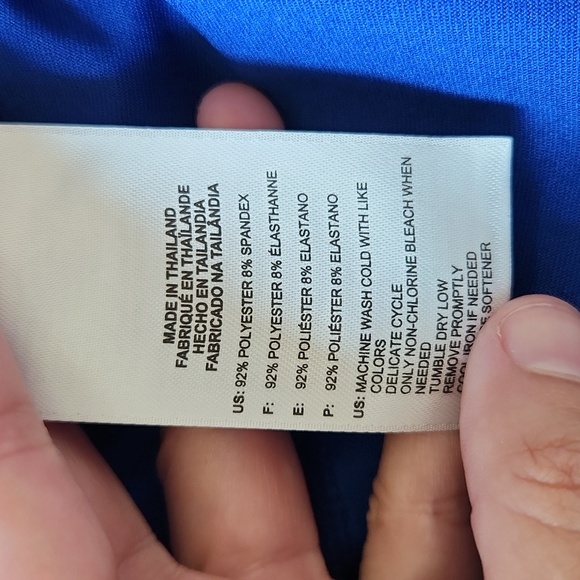 MADE IN THAILAND
FABRIQUÉ EN THAÏLANDE
HECHO EN TAILANDIA
FABRICADO NA TAILÂNDIA
US: 92% POLYESTER 8% SPANDEX
F: 92% POLYESTER 8% ÉLASTHANNE
E: 92% POLIÉSTER 8% ELASTANO
P: 92% POLIÉSTER 8% ELASTANO
US: MACHINE WASH COLD WITH LIKE
COLORS
DELICATE CYCLE
ONLY NON-CHLORINE BLEACH WHEN
NEEDED
TUMBLE DRY LOW
REMOVE PROMPTLY
COOL IRON IF NEEDED
SOFTENER